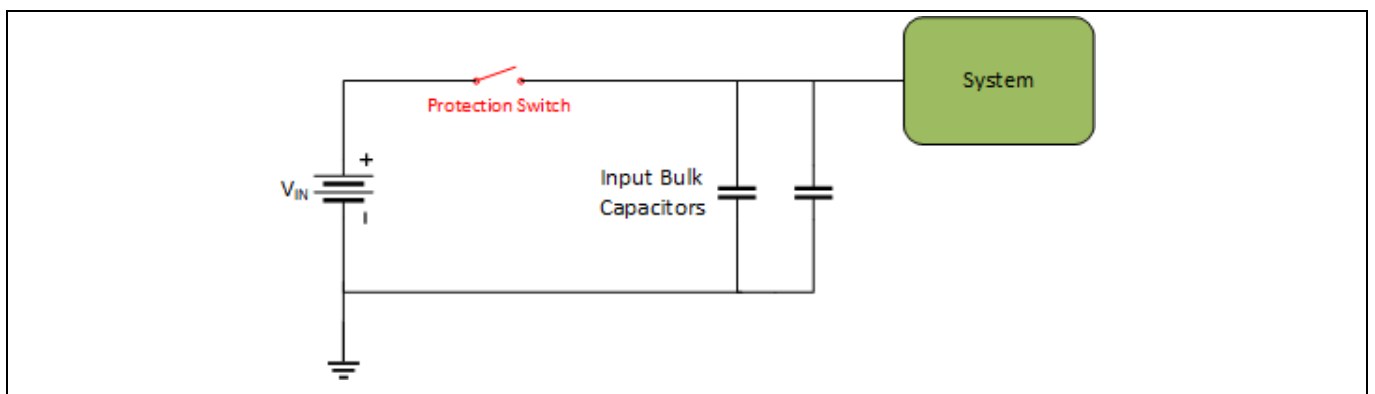 System
Protection Switch
+
VIN
Input Bulk
Capacitors